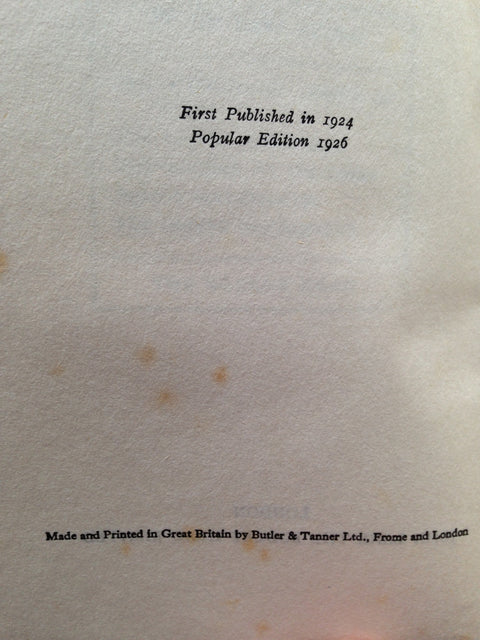 First Published in 1924
Popular Edition 1926
Made and Printed in Great Britain by Butler & Tanner Ltd., Frome and London